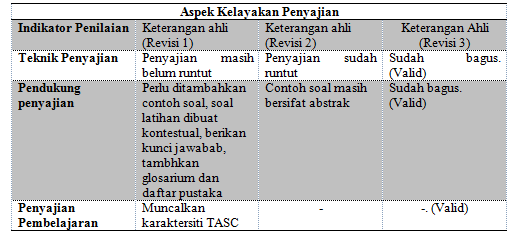 Aspek Kelayakan Penyajian
Indikator Penilaian
Keterangan ahli
(Revisi 1)
Keterangan ahli
(Revisi 2)
Keterangan Ahli
(Revisi 3)
Teknik Penyajian
Penyajian masih
belum runtut
Penyajian sudah
runtut
Sudah bagus.
(Valid)
Pendukung
penyajian
Perlu ditambahkan
contoh soal, soal
latihan dibuat
kontestual, berikan
kunci jawabab,
tambhkan
glosarium dan
daftar pustaka
Contoh soal masih
bersifat abstrak
Sudah bagus.
(Valid)
Penyajian
Pembelajaran
Muncalkan
karaktersiti TASC
-
-. (Valid)